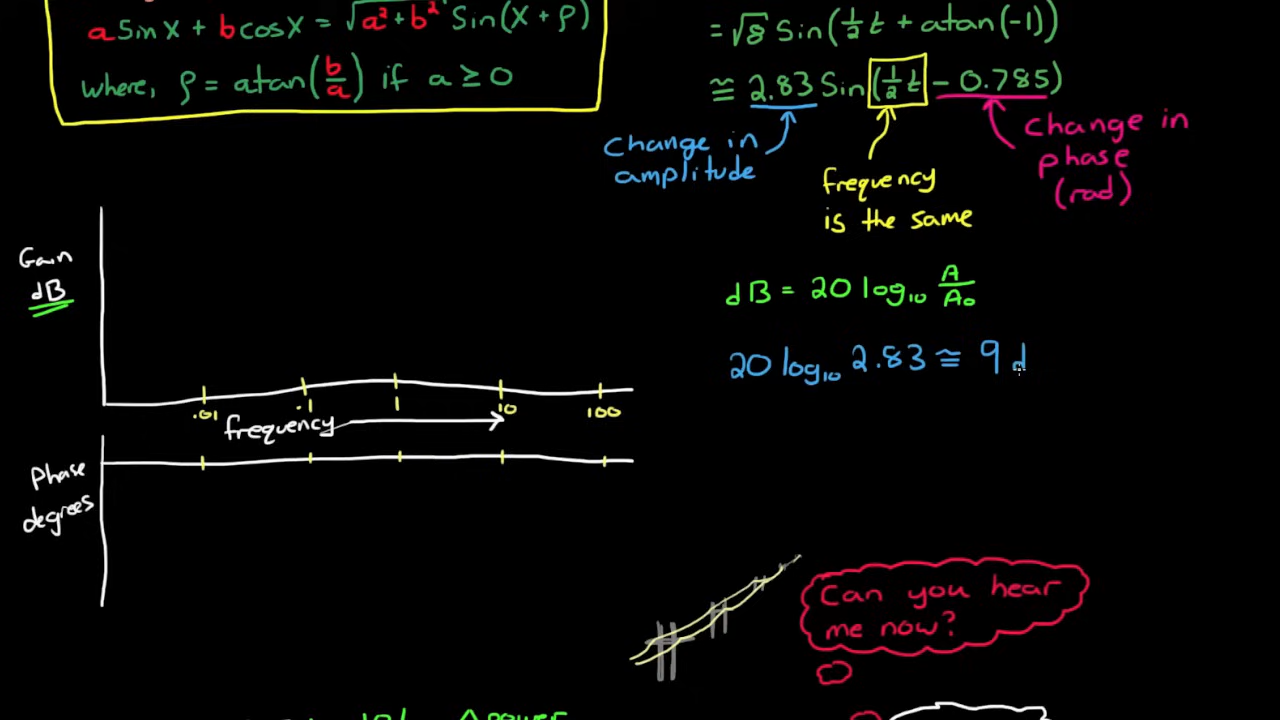 a Sin X + b cos X = √a² + b² Sin(X + ρ)
where, ρ = atan(b/a) if a ≥ 0
= √8 Sin(½t + atan(-1))
≅ 2.83 Sin(½t - 0.785)
Change in
amplitude
frequency
is the same
Change in
phase
(rad)
dB = 20 log₁₀ A/A₀
20 log₁₀ 2.83 ≅ 9 d
Gain
dB
.01 .1 1 10 100
frequency
Phase
degrees
Can you hear
me now?